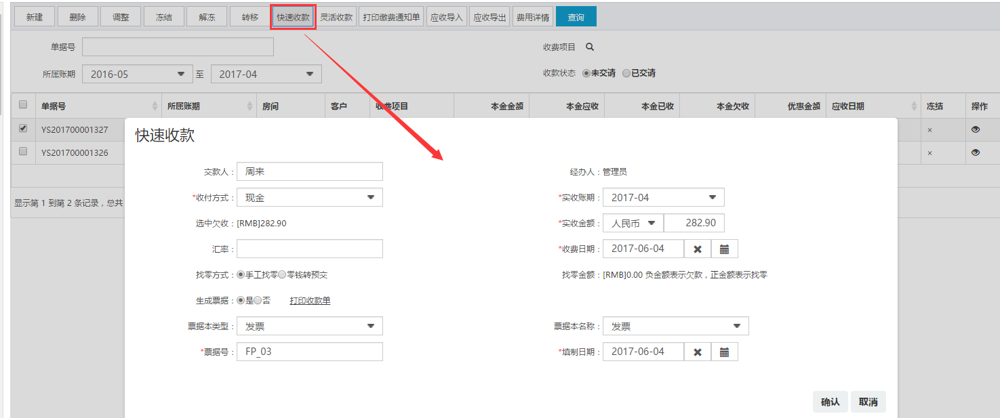 新建 删除 调整 冻结 解冻 转移 快速收款 灵活收款 打印缴费通知单 应收导入 应收导出 费用详情 查询
单据号 收费项目
所属账期 2016-05 至 2017-04 收款状态 未交请 已交请
单据号 所属账期 房间 客户 收费项目 本金金额 本金应收 本金已收 本金欠收 优惠金额 应收日期 冻结 操作
YS201700001327 ×
YS201700001326 ×
显示第 1 到第 2 条记录，总共
快速收款
交款人： 周来 经办人：管理员
*收付方式： 现金 *实收账期： 2017-04
选中欠收：[RMB]282.90 *实收金额： 人民币 282.90
汇率： *收费日期： 2017-06-04
找零方式： 手工找零 零钱转预交 找零金额：[RMB]0.00 负金额表示欠款，正金额表示找零
生成票据： 是 否 打印收款单
票据本类型： 发票 票据本名称： 发票
*票据号： FP_03 *填制日期： 2017-06-04
确认 取消